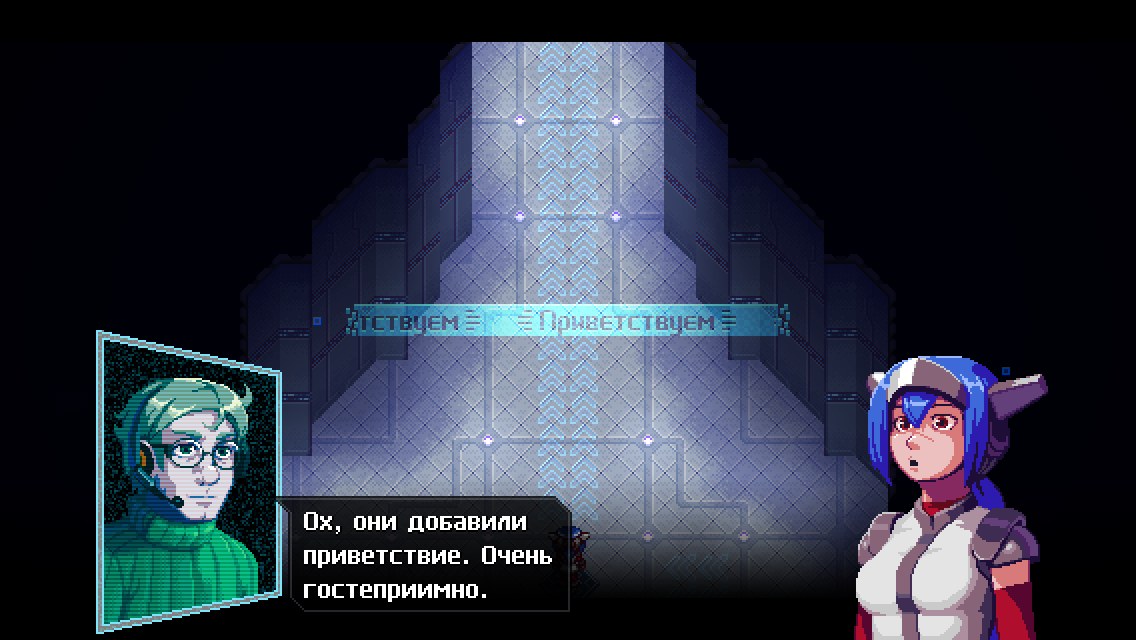 тствуем Приветствуем
Ох, они добавили
приветствие. Очень
гостеприимно.